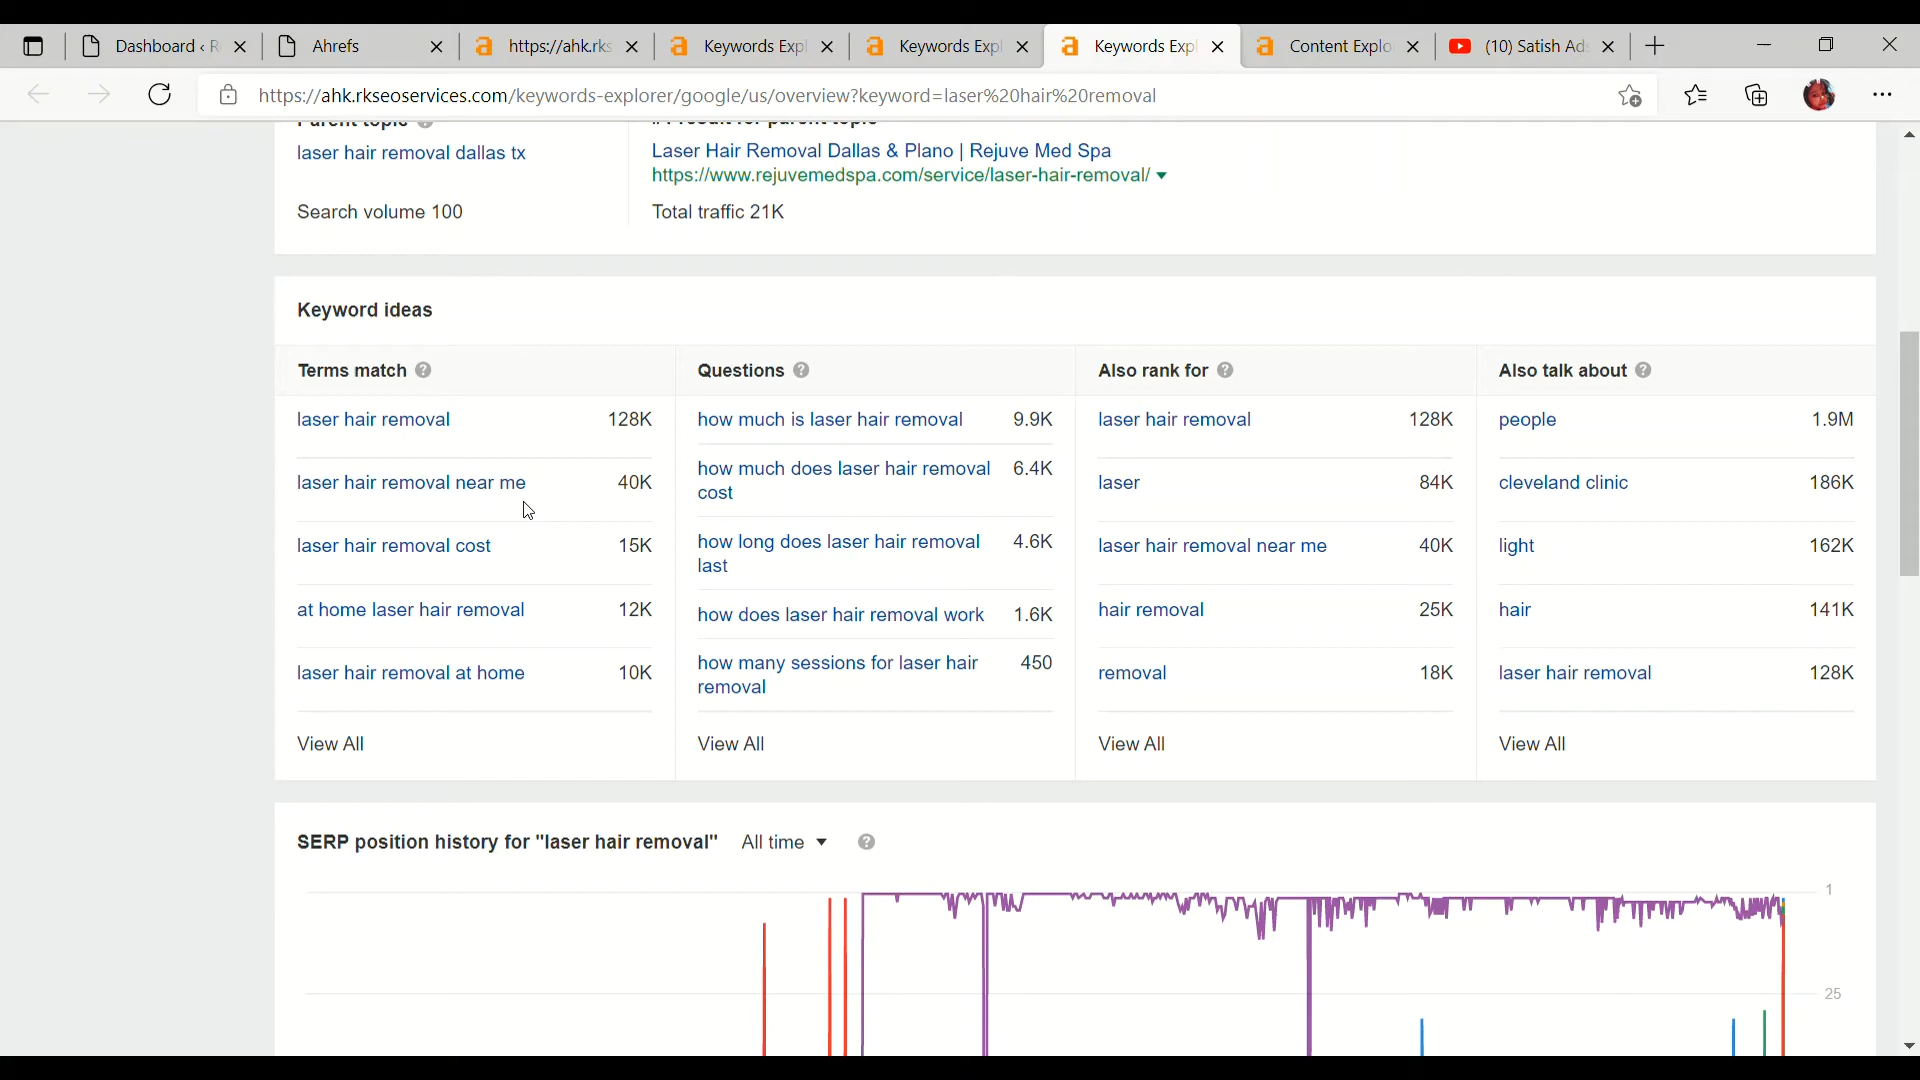 Dashboard ‹ R
Ahrefs
https://ahk.rks
Keywords Expl
Keywords Expl
Keywords Expl
Content Explo
(10) Satish Ads
https://ahk.rkseoservices.com/keywords-explorer/google/us/overview?keyword=laser%20hair%20removal
laser hair removal dallas tx
Search volume 100
Laser Hair Removal Dallas & Plano | Rejuve Med Spa
https://www.rejuvemedspa.com/service/laser-hair-removal/
Total traffic 21K
Keyword ideas
Terms match
laser hair removal 128K
laser hair removal near me 40K
laser hair removal cost 15K
at home laser hair removal 12K
laser hair removal at home 10K
View All
Questions
how much is laser hair removal 9.9K
how much does laser hair removal 6.4K
cost
how long does laser hair removal 4.6K
last
how does laser hair removal work 1.6K
how many sessions for laser hair 450
removal
View All
Also rank for
laser hair removal 128K
laser 84K
laser hair removal near me 40K
hair removal 25K
removal 18K
View All
Also talk about
people 1.9M
cleveland clinic 186K
light 162K
hair 141K
laser hair removal 128K
View All
SERP position history for "laser hair removal" All time
1
25